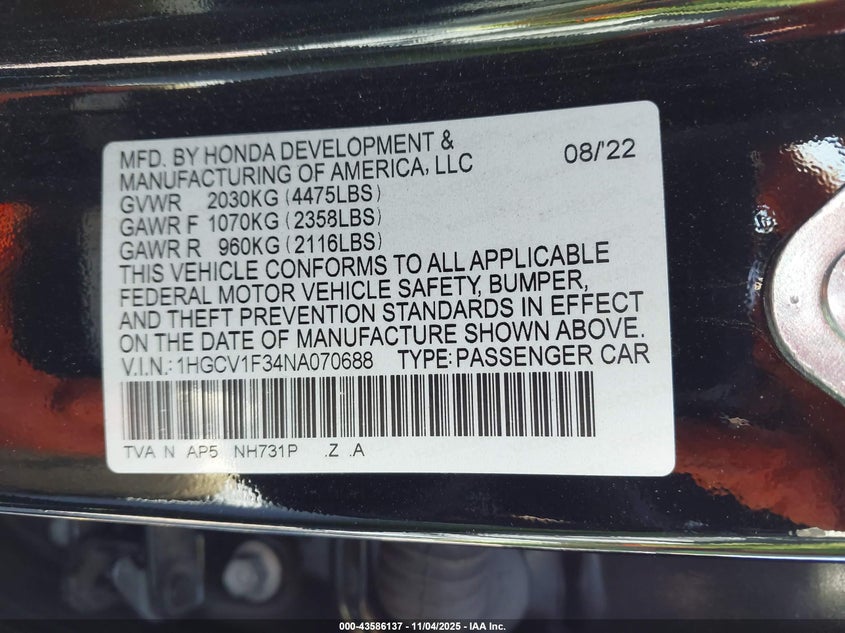 MFD. BY HONDA DEVELOPMENT &
MANUFACTURING OF AMERICA, LLC 08/'22
GVWR 2030KG (4475LBS)
GAWR F 1070KG (2358LBS)
GAWR R 960KG (2116LBS)
THIS VEHICLE CONFORMS TO ALL APPLICABLE
FEDERAL MOTOR VEHICLE SAFETY, BUMPER,
AND THEFT PREVENTION STANDARDS IN EFFECT
ON THE DATE OF MANUFACTURE SHOWN ABOVE.
V.I.N.: 1HGCV1F34NA070688 TYPE: PASSENGER CAR
TVA N AP5 NH731P .Z .A
000-43586137 - 11/04/2025 - IAA Inc.